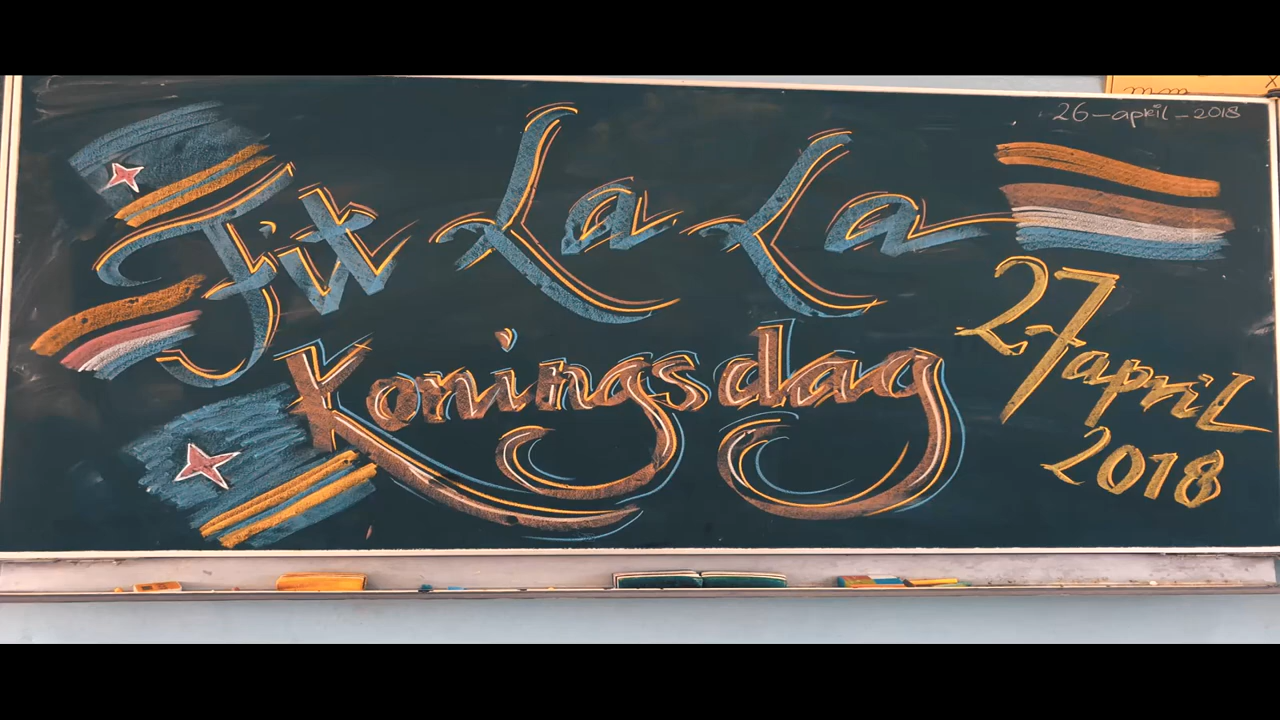 26-april-2018
Fit La La
Koningsdag
27 april
2018